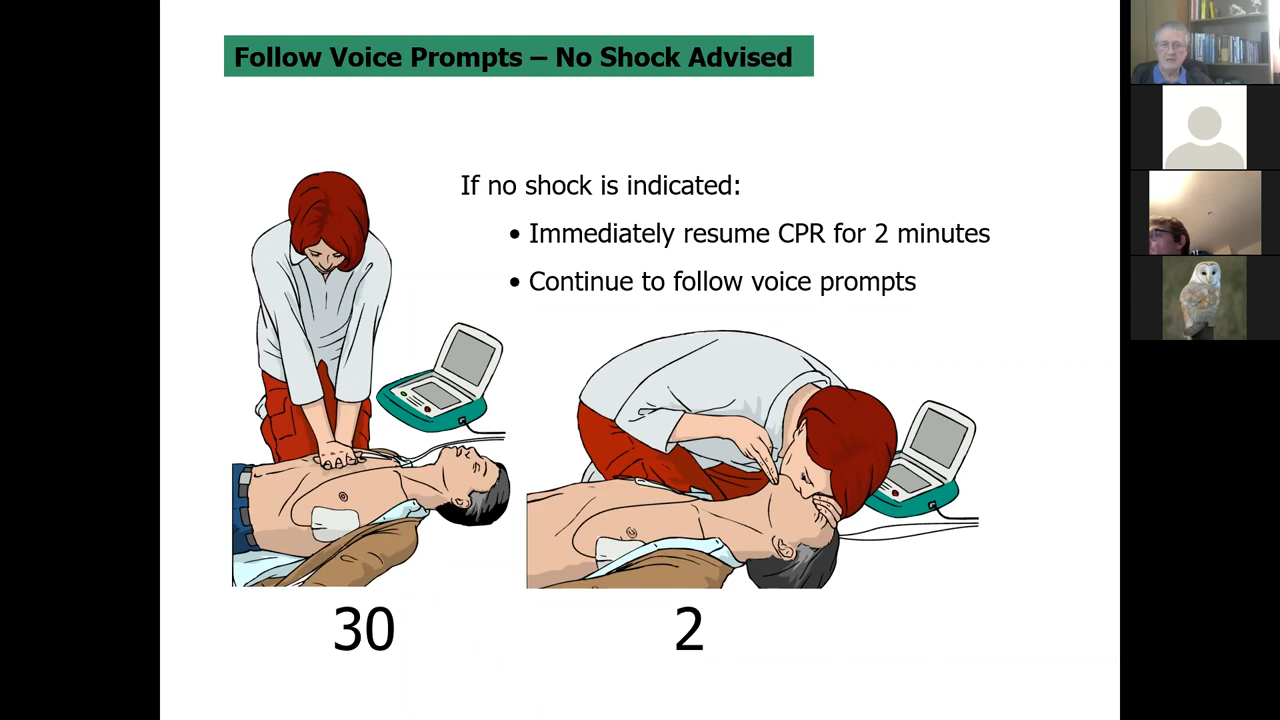 Follow Voice Prompts – No Shock Advised
If no shock is indicated:
• Immediately resume CPR for 2 minutes
• Continue to follow voice prompts
30
2